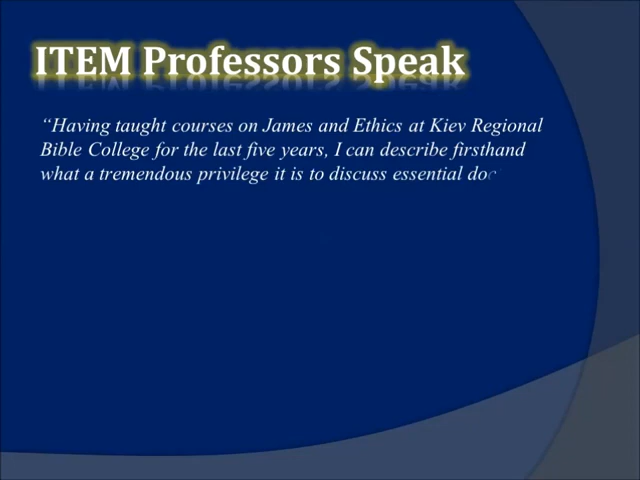 ITEM Professors Speak
“Having taught courses on James and Ethics at Kiev Regional
Bible College for the last five years, I can describe firsthand
what a tremendous privilege it is to discuss essential doc